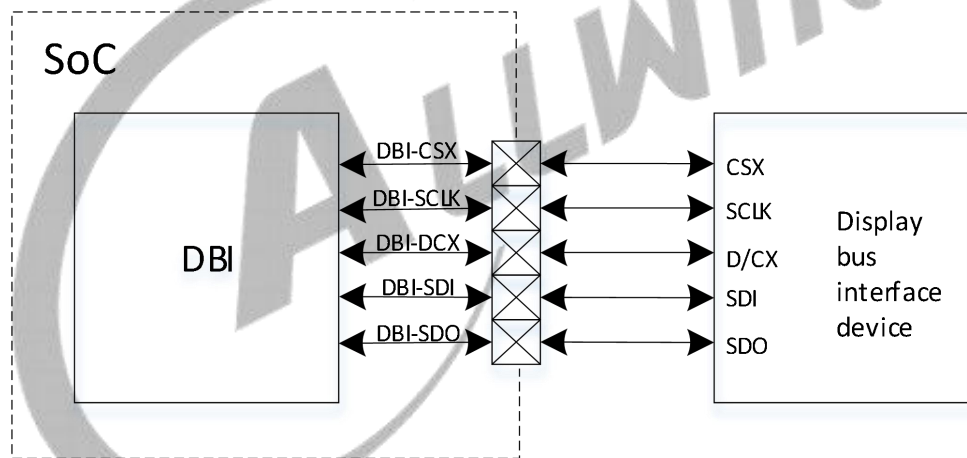 SoC
ALLWIN
DBI
DBI-CSX
DBI-SCLK
DBI-DCX
DBI-SDI
DBI-SDO
CSX
SCLK
D/CX
SDI
SDO
Display
bus
interface
device